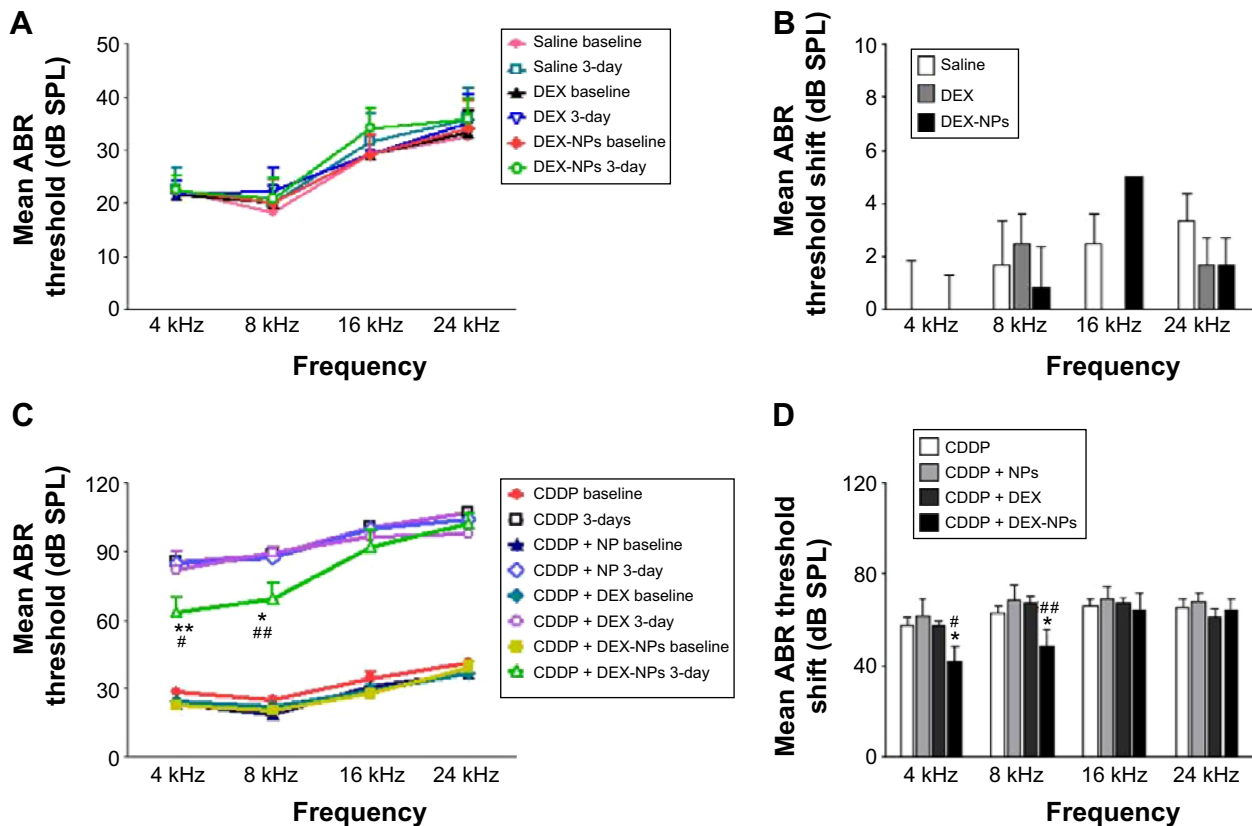 A
Mean ABR
threshold (dB SPL)
50
40
30
20
10
0
4 kHz 8 kHz 16 kHz 24 kHz
Frequency
Saline baseline
Saline 3-day
DEX baseline
DEX 3-day
DEX-NPs baseline
DEX-NPs 3-day
B
Mean ABR
threshold shift (dB SPL)
10
8
6
4
2
0
4 kHz 8 kHz 16 kHz 24 kHz
Frequency
Saline
DEX
DEX-NPs
C
Mean ABR
threshold (dB SPL)
120
90
60
30
0
**
#
*
##
4 kHz 8 kHz 16 kHz 24 kHz
Frequency
CDDP baseline
CDDP 3-days
CDDP + NP baseline
CDDP + NP 3-day
CDDP + DEX baseline
CDDP + DEX 3-day
CDDP + DEX-NPs baseline
CDDP + DEX-NPs 3-day
D
Mean ABR threshold
shift (dB SPL)
120
80
40
0
CDDP
CDDP + NPs
CDDP + DEX
CDDP + DEX-NPs
#
*
##
*
4 kHz 8 kHz 16 kHz 24 kHz
Frequency